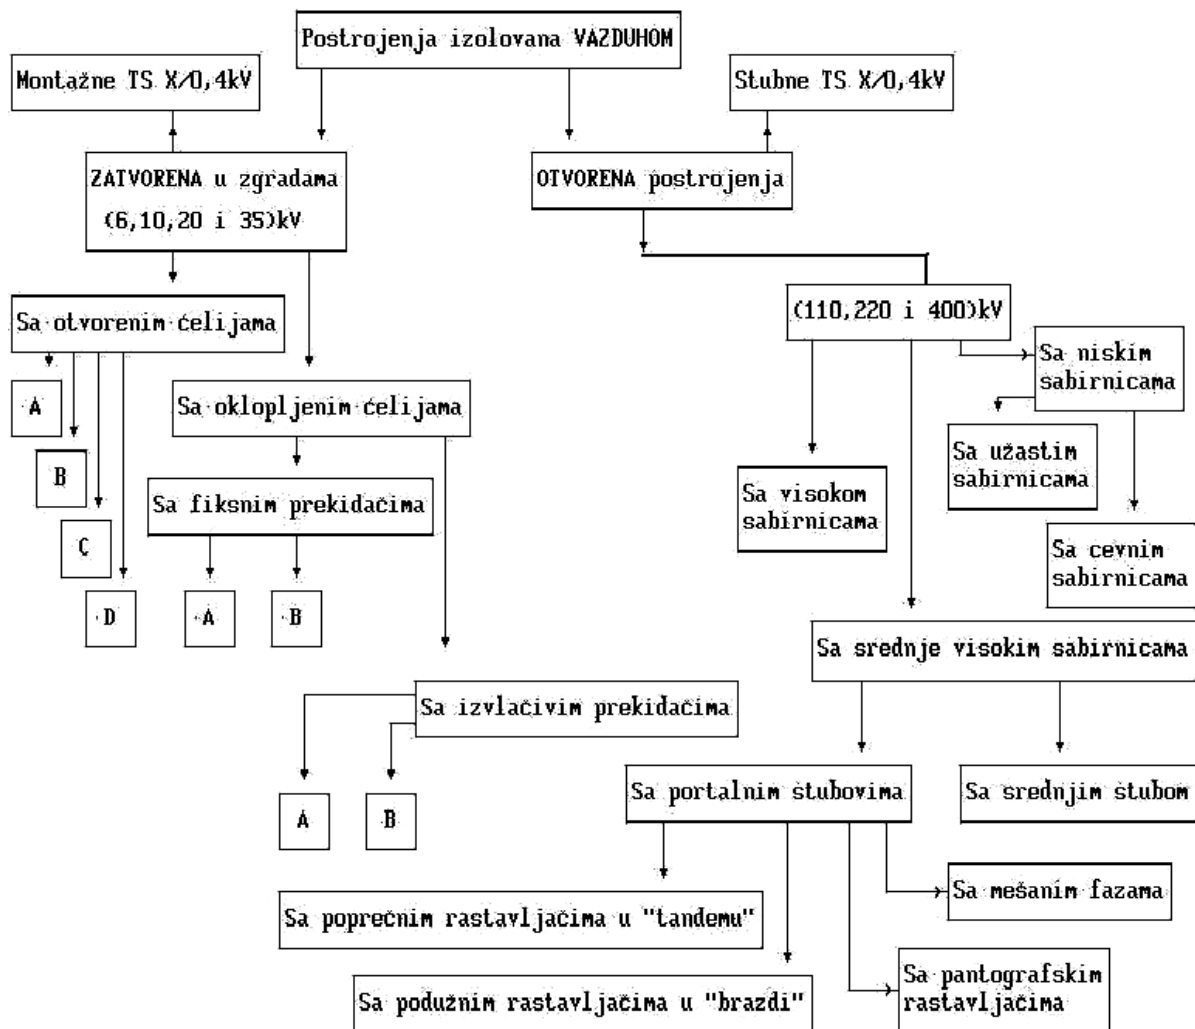 Postrojenja izolovana VAZDUHOM
Montažne TS X/0,4kV
Stubne TS X/0,4kV
ZATVORENA u zgradama
(6,10,20 i 35)kV
OTVORENA postrojenja
Sa otvorenim ćelijama
(110,220 i 400)kV
Sa niskim
sabirnicama
A
Sa oklopljenim ćelijama
B
Sa užastim
sabirnicama
Sa visokom
sabirnicama
Sa fiksnim prekidačima
C
Sa cevnim
sabirnicama
D
A
B
Sa srednje visokim sabirnicama
Sa izvlačivim prekidačima
A
B
Sa portalnim štubovima
Sa srednjim štubom
Sa mešanim fazama
Sa poprečnim rastavljačima u "tandemu"
Sa pantografskim
rastavljačima
Sa podužnim rastavljačima u "brazdi"